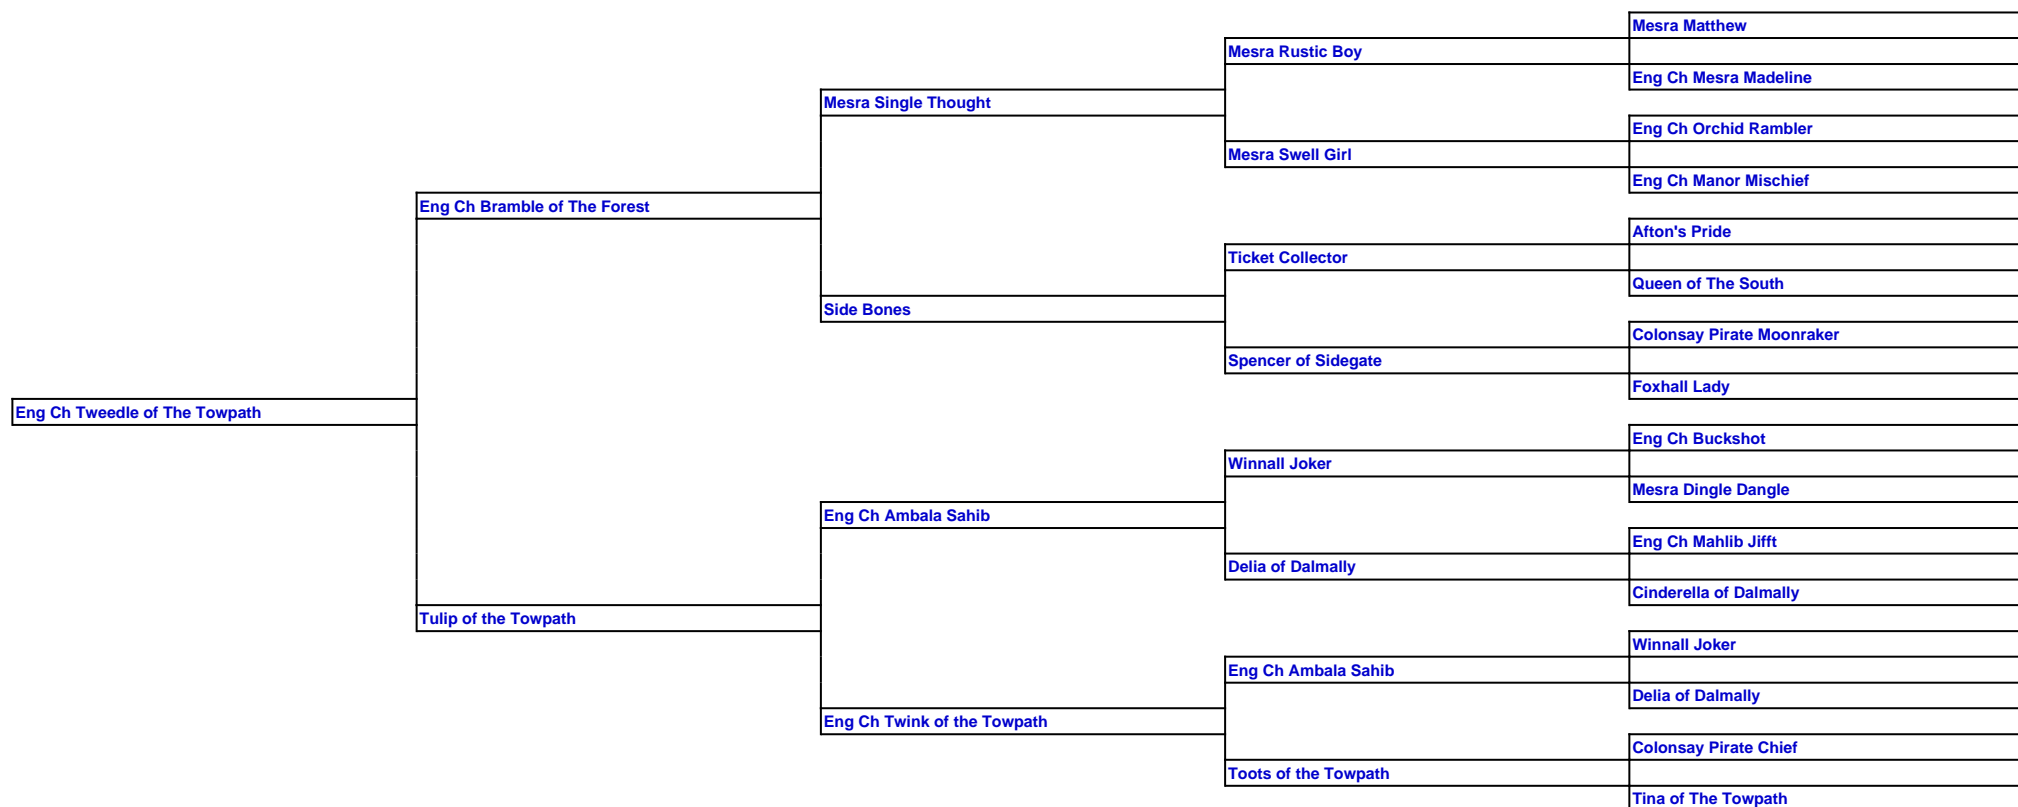 Mesra Matthew
Mesra Rustic Boy
Eng Ch Mesra Madeline
Mesra Single Thought
Eng Ch Orchid Rambler
Mesra Swell Girl
Eng Ch Manor Mischief
Eng Ch Bramble of The Forest
Afton's Pride
Ticket Collector
Queen of The South
Side Bones
Colonsay Pirate Moonraker
Spencer of Sidegate
Foxhall Lady
Eng Ch Tweedle of The Towpath
Eng Ch Buckshot
Winnall Joker
Mesra Dingle Dangle
Eng Ch Ambala Sahib
Eng Ch Mahlib Jifft
Delia of Dalmally
Cinderella of Dalmally
Tulip of the Towpath
Winnall Joker
Eng Ch Ambala Sahib
Delia of Dalmally
Eng Ch Twink of the Towpath
Colonsay Pirate Chief
Toots of the Towpath
Tina of The Towpath